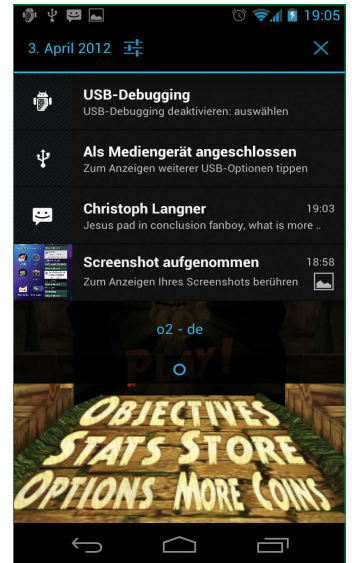 19:05
3. April 2012
USB-Debugging
USB-Debugging deaktivieren: auswählen
Als Mediengerät angeschlossen
Zum Anzeigen weiterer USB-Optionen tippen
Christoph Langner 19:03
Jesus pad in conclusion fanboy, what is more ..
Screenshot aufgenommen 18:58
Zum Anzeigen Ihres Screenshots berühren
o2 - de
PLAY!
OBJECTIVES
STATS STORE
OPTIONS MORE COINS